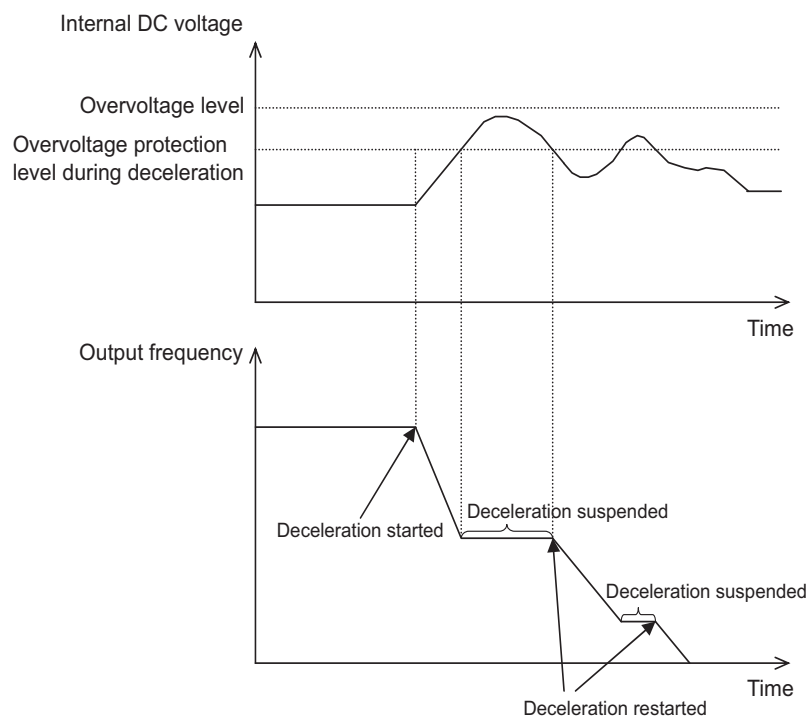 Internal DC voltage
Overvoltage level
Overvoltage protection
level during deceleration
Time
Output frequency
Deceleration suspended
Deceleration started
Deceleration suspended
Time
Deceleration restarted